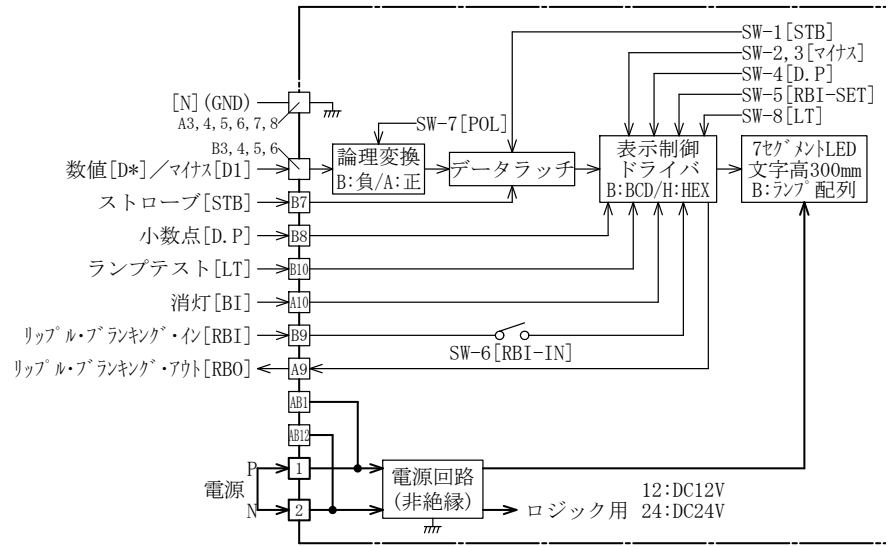 SW-1[STB]
SW-2,3[ﾏｲﾅｽ]
SW-4[D.P]
SW-5[RBI-SET]
SW-8[LT]
[N](GND)
A3,4,5,6,7,8
SW-7[POL]
B3,4,5,6
数値[D*]／ﾏｲﾅｽ[D1]
論理変換
B:負/A:正
データラッチ
表示制御
ドライバ
B:BCD/H:HEX
7ｾｸﾞﾒﾝﾄLED
文字高300mm
B:ﾗﾝﾌﾟ配列
ストローブ[STB]
B7
小数点[D.P]
B8
ランプテスト[LT]
B10
消灯[BI]
A10
ﾘｯﾌﾟﾙ･ﾌﾞﾗﾝｷﾝｸﾞ･ｲﾝ[RBI]
B9
SW-6[RBI-IN]
ﾘｯﾌﾟﾙ･ﾌﾞﾗﾝｷﾝｸﾞ･ｱｳﾄ[RBO]
A9
AB1
AB12
P
1
電源
N
2
電源回路
(非絶縁)
ロジック用
12:DC12V
24:DC24V